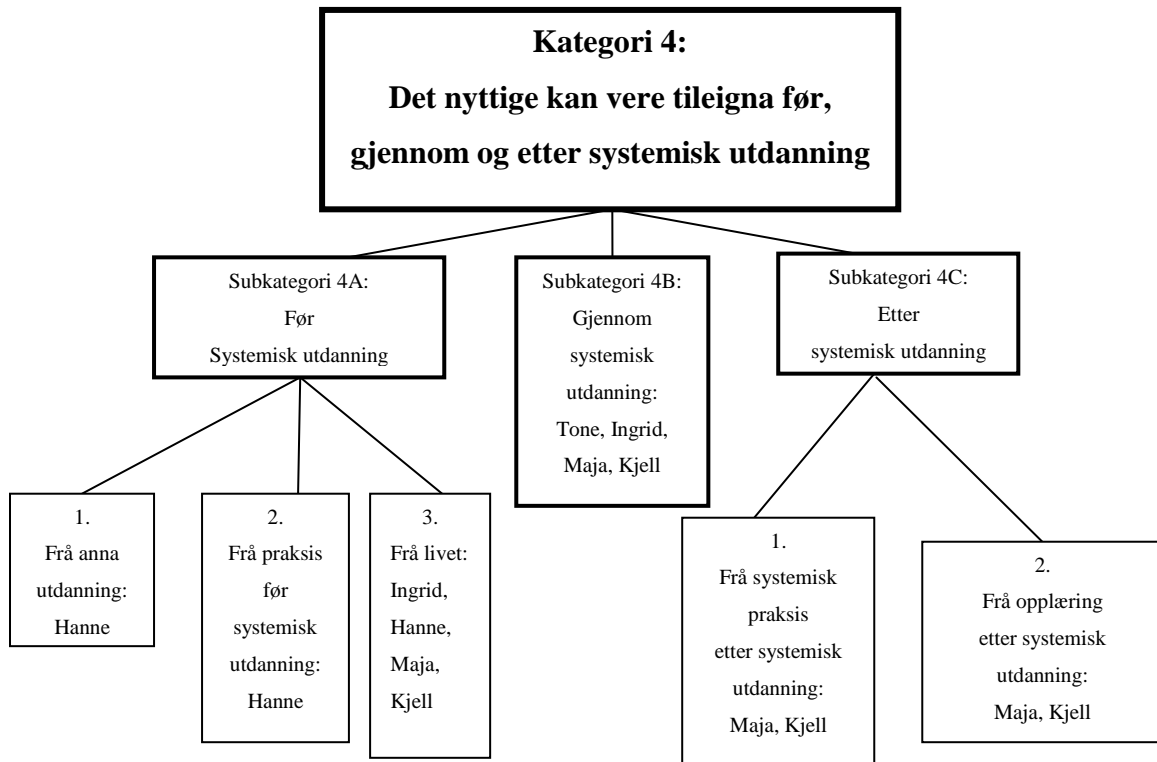 Kategori 4:
Det nyttige kan vere tileigna før,
gjennom og etter systemisk utdanning
Subkategori 4A:
Før
Systemisk utdanning
Subkategori 4B:
Gjennom
systemisk
utdanning:
Tone, Ingrid,
Maja, Kjell
Subkategori 4C:
Etter
systemisk utdanning
1.
Frå anna
utdanning:
Hanne
2.
Frå praksis
før
systemisk
utdanning:
Hanne
3.
Frå livet:
Ingrid,
Hanne,
Maja,
Kjell
1.
Frå systemisk
praksis
etter systemisk
utdanning:
Maja, Kjell
2.
Frå opplæring
etter systemisk
utdanning:
Maja, Kjell